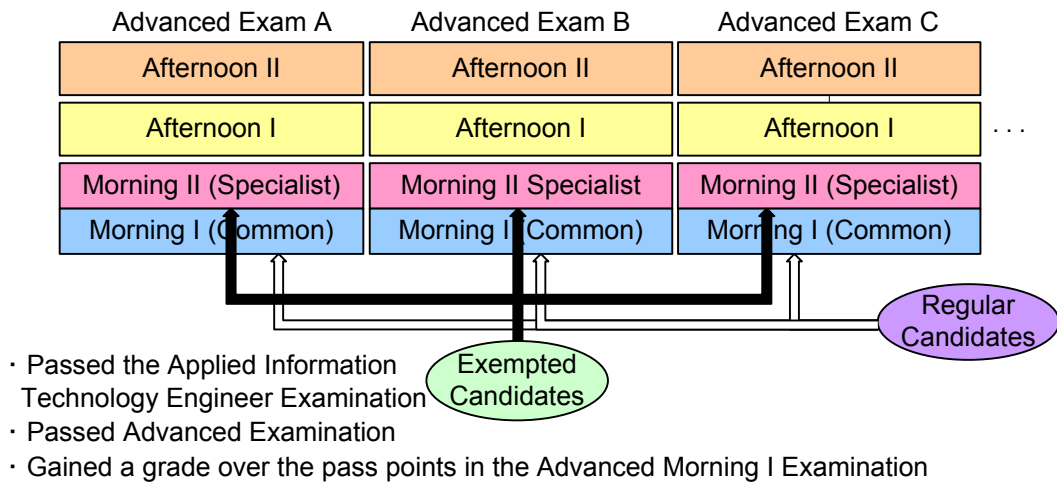 Advanced Exam A Advanced Exam B Advanced Exam C
Afternoon II Afternoon II Afternoon II
Afternoon I Afternoon I Afternoon I . . .
Morning II (Specialist) Morning II Specialist Morning II (Specialist)
Morning I (Common) Morning I (Common) Morning I (Common)
Regular
Candidates
Exempted
Candidates
・Passed the Applied Information
Technology Engineer Examination
・Passed Advanced Examination
・Gained a grade over the pass points in the Advanced Morning I Examination